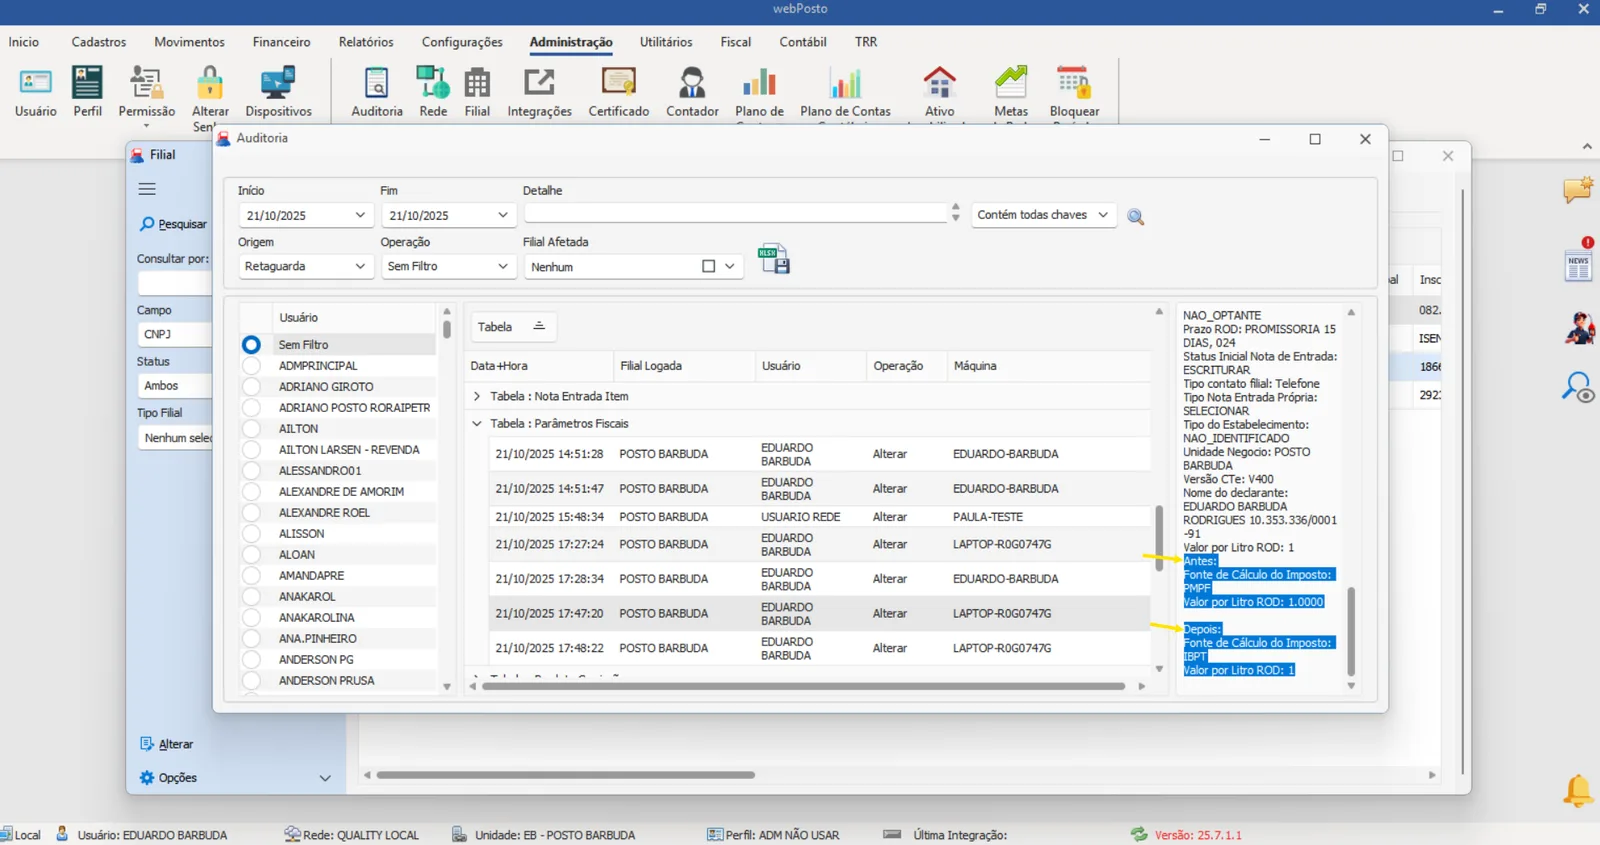 webPosto
Inicio Cadastros Movimentos Financeiro Relatórios Configurações Administração Utilitários Fiscal Contábil TRR
Usuário Perfil Permissão Alterar Dispositivos Auditoria Rede Filial Integrações Certificado Contador Plano de Plano de Contas Ativo Metas Bloquear
Filial
Auditoria
Pesquisar
Consultar por:
Campo
CNPJ
Status
Ambos
Tipo Filial
Nenhum selec
Alterar
Opções
Início Fim Detalhe
21/10/2025 21/10/2025 Contém todas chaves
Origem Operação Filial Afetada
Retaguarda Sem Filtro Nenhum
XLSX
Usuário
Sem Filtro
ADMPRINCIPAL
ADRIANO GIROTO
ADRIANO POSTO RORAIPETR
AILTON
AILTON LARSEN - REVENDA
ALESSANDRO01
ALEXANDRE DE AMORIM
ALEXANDRE ROEL
ALISSON
ALOAN
AMANDAPRE
ANAKAROL
ANAKAROLINA
ANA.PINHEIRO
ANDERSON PG
ANDERSON PRUSA
Tabela
Data+Hora Filial Logada Usuário Operação Máquina
Tabela : Nota Entrada Item
Tabela : Parâmetros Fiscais
21/10/2025 14:51:28 POSTO BARBUDA EDUARDO BARBUDA Alterar EDUARDO-BARBUDA
21/10/2025 14:51:47 POSTO BARBUDA EDUARDO BARBUDA Alterar EDUARDO-BARBUDA
21/10/2025 15:48:34 POSTO BARBUDA USUARIO REDE Alterar PAULA-TESTE
21/10/2025 17:27:24 POSTO BARBUDA EDUARDO BARBUDA Alterar LAPTOP-R0G0747G
21/10/2025 17:28:34 POSTO BARBUDA EDUARDO BARBUDA Alterar EDUARDO-BARBUDA
21/10/2025 17:47:20 POSTO BARBUDA EDUARDO BARBUDA Alterar LAPTOP-R0G0747G
21/10/2025 17:48:22 POSTO BARBUDA EDUARDO BARBUDA Alterar LAPTOP-R0G0747G
NAO_OPTANTE
Prazo ROD: PROMISSORIA 15
DIAS, 024
Status Inicial Nota de Entrada:
ESCRITURAR
Tipo contato filial: Telefone
Tipo Nota Entrada Própria:
SELECIONAR
Tipo do Estabelecimento:
NAO_IDENTIFICADO
Unidade Negocio: POSTO
BARBUDA
Versão CTe: V400
Nome do declarante:
EDUARDO BARBUDA
RODRIGUES 10.353.336/0001
-91
Valor por Litro ROD: 1
Antes:
Fonte de Cálculo do Imposto:
PMPF
Valor por Litro ROD: 1.0000
Depois:
Fonte de Cálculo do Imposto:
IBPT
Valor por Litro ROD: 1
al Insc
082.
ISEN
1866
292
NEWS
Local Usuário: EDUARDO BARBUDA Rede: QUALITY LOCAL Unidade: EB - POSTO BARBUDA Perfil: ADM NÃO USAR Última Integração: Versão: 25.7.1.1